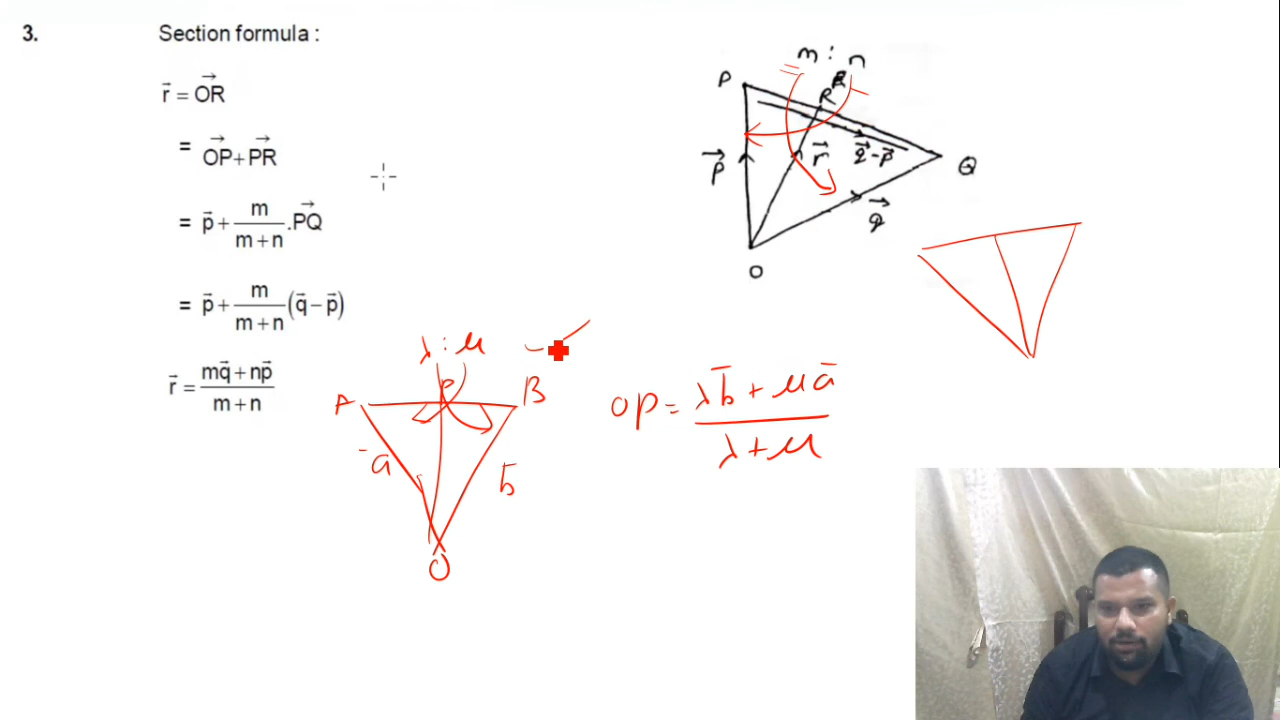 3. Section formula :
r⃗ = OR⃗
= OP⃗ + PR⃗
= p⃗ + m/(m+n) . PQ⃗
= p⃗ + m/(m+n) (q⃗ − p⃗)
r⃗ = (mq⃗ + np⃗)/(m+n)
m : n
P R
p⃗ r⃗ q⃗-p⃗ Q
q⃗
O
λ : μ
A P B
a̅ b̅
O
OP = (λb̅ + μa̅)/(λ+μ)